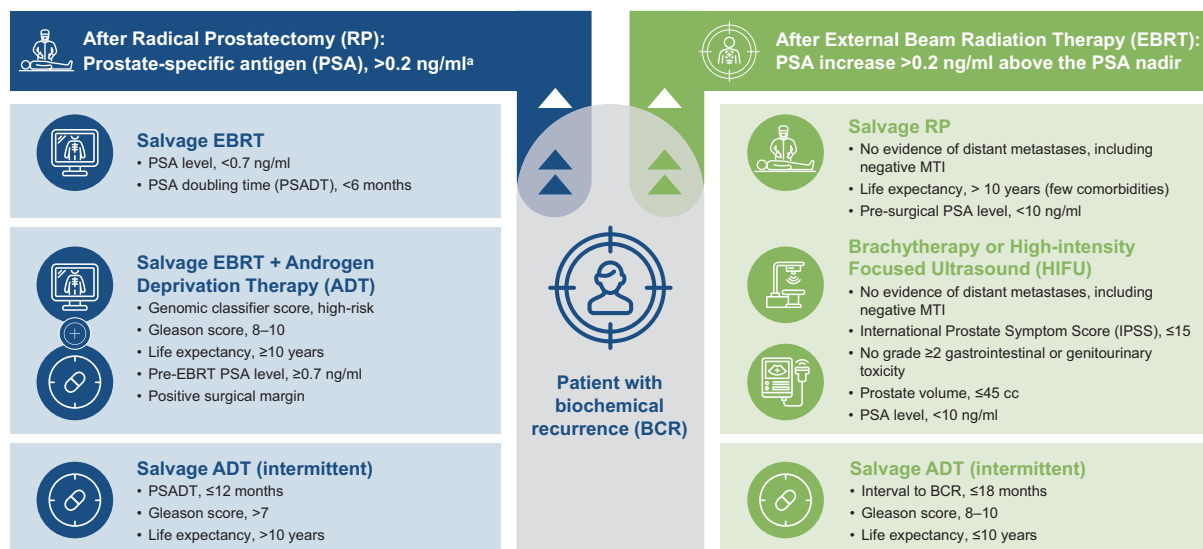 After Radical Prostatectomy (RP):
Prostate-specific antigen (PSA), >0.2 ng/mlª
Salvage EBRT
• PSA level, <0.7 ng/ml
• PSA doubling time (PSADT), <6 months
Salvage EBRT + Androgen
Deprivation Therapy (ADT)
• Genomic classifier score, high-risk
• Gleason score, 8–10
• Life expectancy, ≥10 years
• Pre-EBRT PSA level, ≥0.7 ng/ml
• Positive surgical margin
Salvage ADT (intermittent)
• PSADT, ≤12 months
• Gleason score, >7
• Life expectancy, >10 years
Patient with
biochemical
recurrence (BCR)
After External Beam Radiation Therapy (EBRT):
PSA increase >0.2 ng/ml above the PSA nadir
Salvage RP
• No evidence of distant metastases, including
negative MTI
• Life expectancy, > 10 years (few comorbidities)
• Pre-surgical PSA level, <10 ng/ml
Brachytherapy or High-intensity
Focused Ultrasound (HIFU)
• No evidence of distant metastases, including
negative MTI
• International Prostate Symptom Score (IPSS), ≤15
• No grade ≥2 gastrointestinal or genitourinary
toxicity
• Prostate volume, ≤45 cc
• PSA level, <10 ng/ml
Salvage ADT (intermittent)
• Interval to BCR, ≤18 months
• Gleason score, 8–10
• Life expectancy, ≤10 years